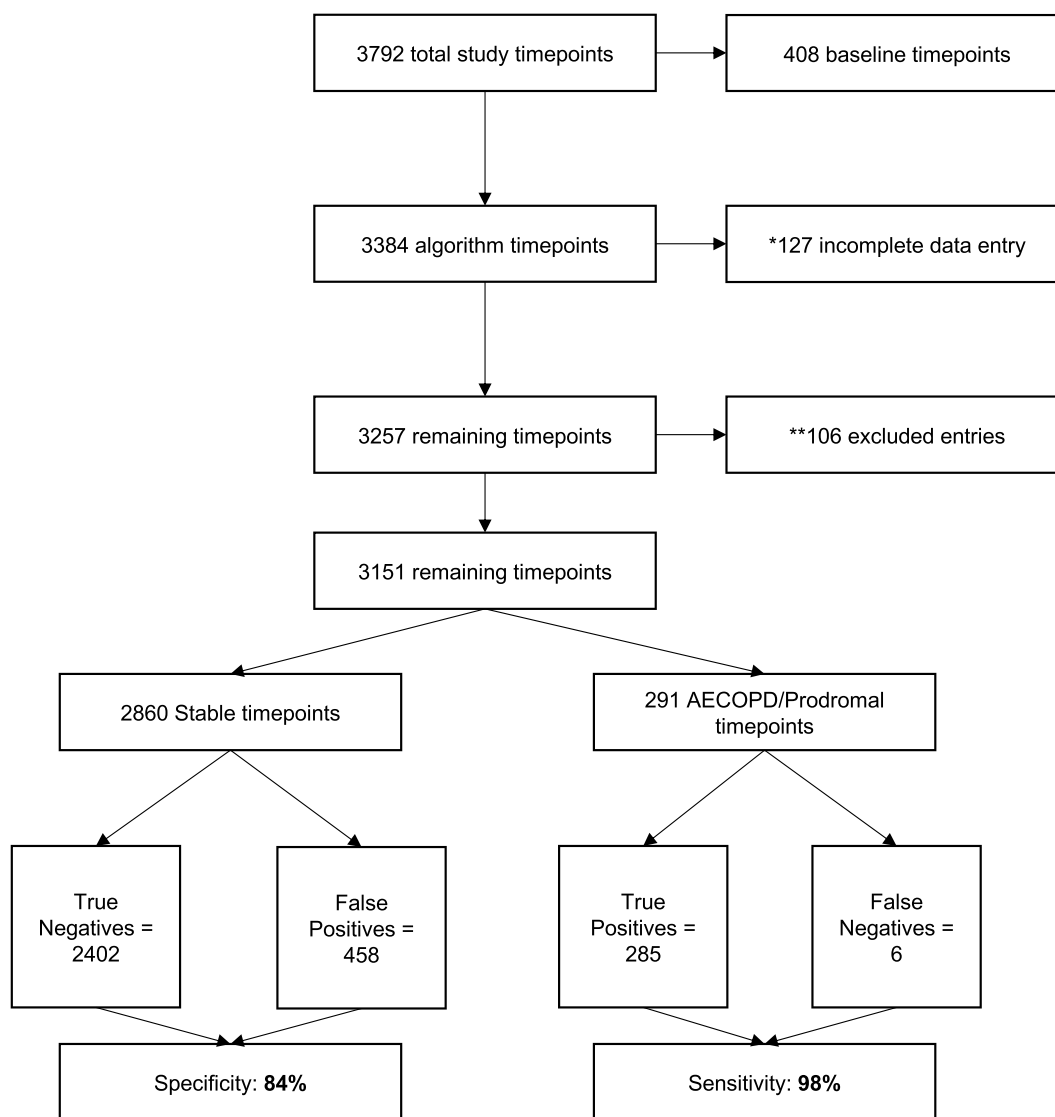 3792 total study timepoints
408 baseline timepoints
3384 algorithm timepoints
*127 incomplete data entry
3257 remaining timepoints
**106 excluded entries
3151 remaining timepoints
2860 Stable timepoints
291 AECOPD/Prodromal
timepoints
True
Negatives =
2402
False
Positives =
458
True
Positives =
285
False
Negatives =
6
Specificity: 84%
Sensitivity: 98%